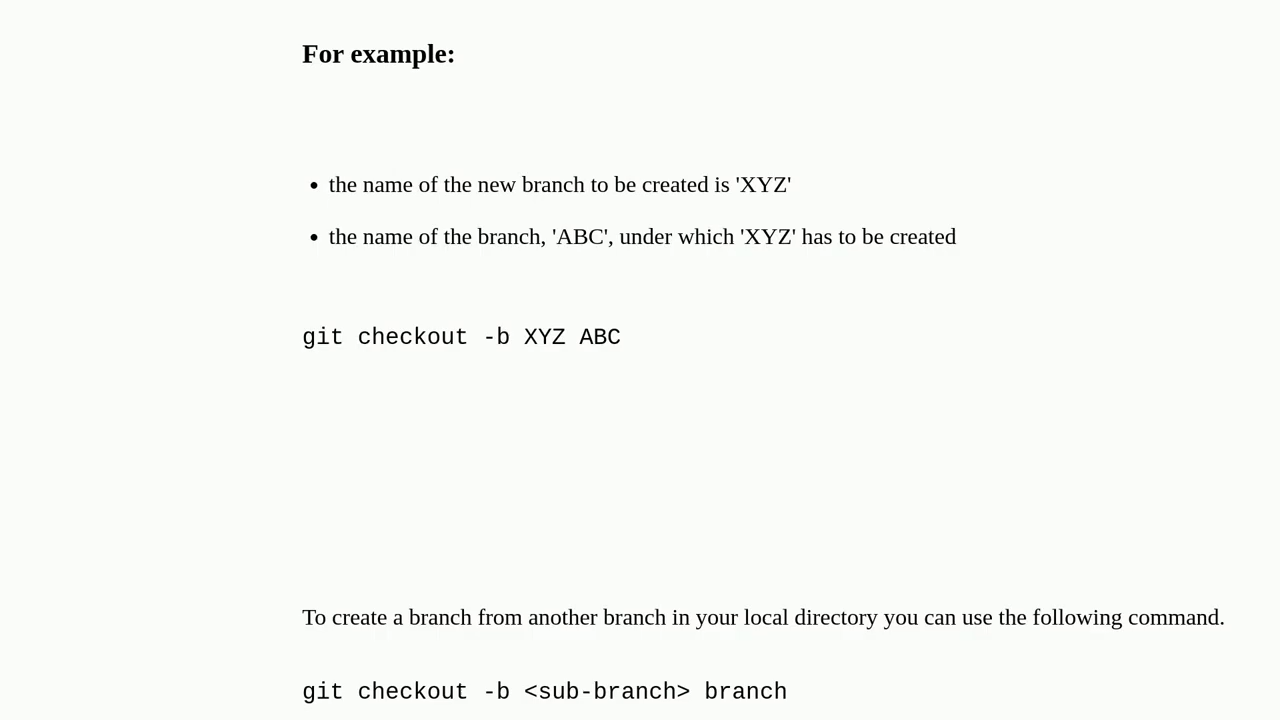 For example:
• the name of the new branch to be created is 'XYZ'
• the name of the branch, 'ABC', under which 'XYZ' has to be created
git checkout -b XYZ ABC
To create a branch from another branch in your local directory you can use the following command.
git checkout -b <sub-branch> branch